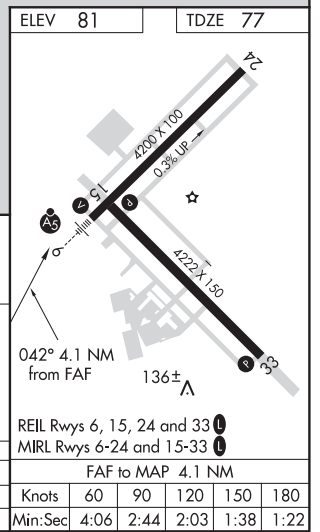 ELEV 81 TDZE 77
24
4200 X 100
0.3% UP
15
V
P
A5
6
4222 X 150
042° 4.1 NM
from FAF
136±
P
33
REIL Rwys 6, 15, 24 and 33 L
MIRL Rwys 6-24 and 15-33 L
FAF to MAP 4.1 NM
Knots 60 90 120 150 180
Min:Sec 4:06 2:44 2:03 1:38 1:22